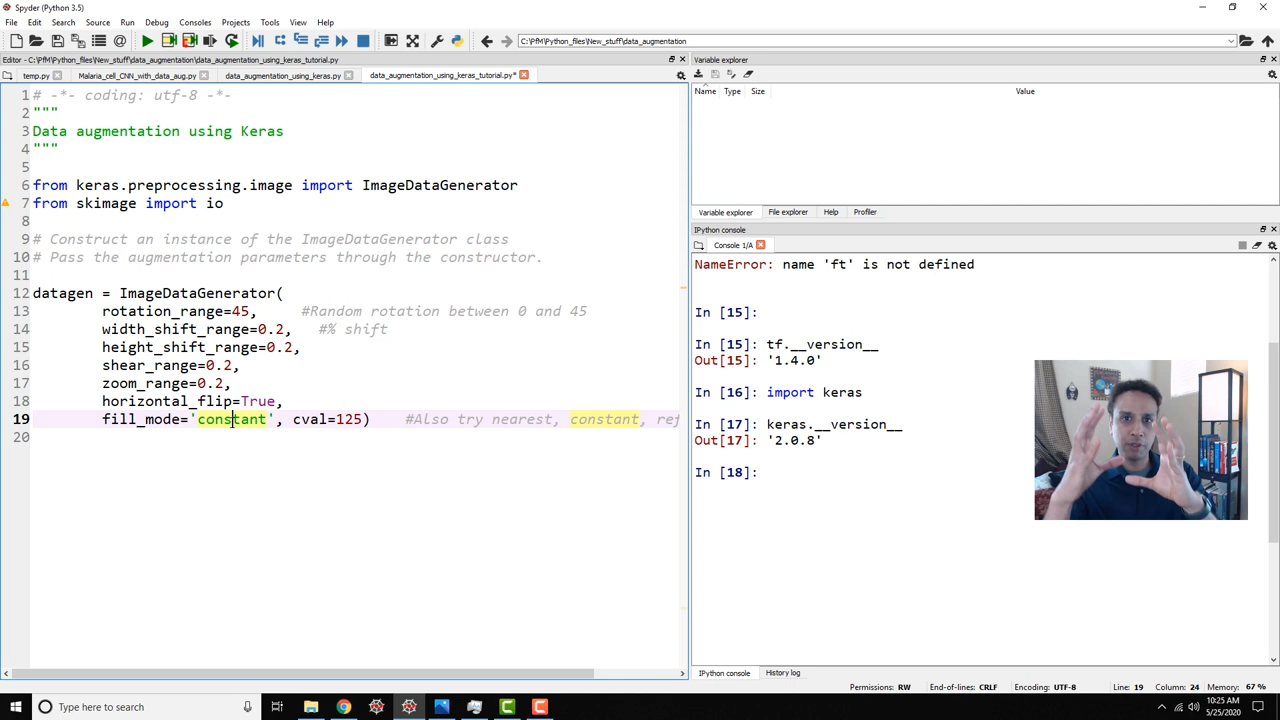 Spyder (Python 3.5)
File Edit Search Source Run Debug Consoles Projects Tools View Help
C:\PfM\Python_files\New_stuff\data_augmentation
Editor - C:\PfM\Python_files\New_stuff\data_augmentation\data_augmentation_using_keras_tutorial.py
temp.py Malaria_cell_CNN_with_data_aug.py data_augmentation_using_keras.py data_augmentation_using_keras_tutorial.py*
1 # -*- coding: utf-8 -*-
2 """
3 Data augmentation using Keras
4 """
5
6 from keras.preprocessing.image import ImageDataGenerator
7 from skimage import io
8
9 # Construct an instance of the ImageDataGenerator class
10 # Pass the augmentation parameters through the constructor.
11
12 datagen = ImageDataGenerator(
13 rotation_range=45, #Random rotation between 0 and 45
14 width_shift_range=0.2, #% shift
15 height_shift_range=0.2,
16 shear_range=0.2,
17 zoom_range=0.2,
18 horizontal_flip=True,
19 fill_mode='constant', cval=125) #Also try nearest, constant, ref
20
Variable explorer
Name Type Size Value
Variable explorer File explorer Help Profiler
IPython console
Console 1/A
NameError: name 'ft' is not defined
In [15]:
In [15]: tf.__version__
Out[15]: '1.4.0'
In [16]: import keras
In [17]: keras.__version__
Out[17]: '2.0.8'
In [18]:
IPython console History log
Permissions: RW End-of-lines: CRLF Encoding: UTF-8 Line: 19 Column: 24 Memory: 67 %
Type here to search
10:25 AM
5/25/2020